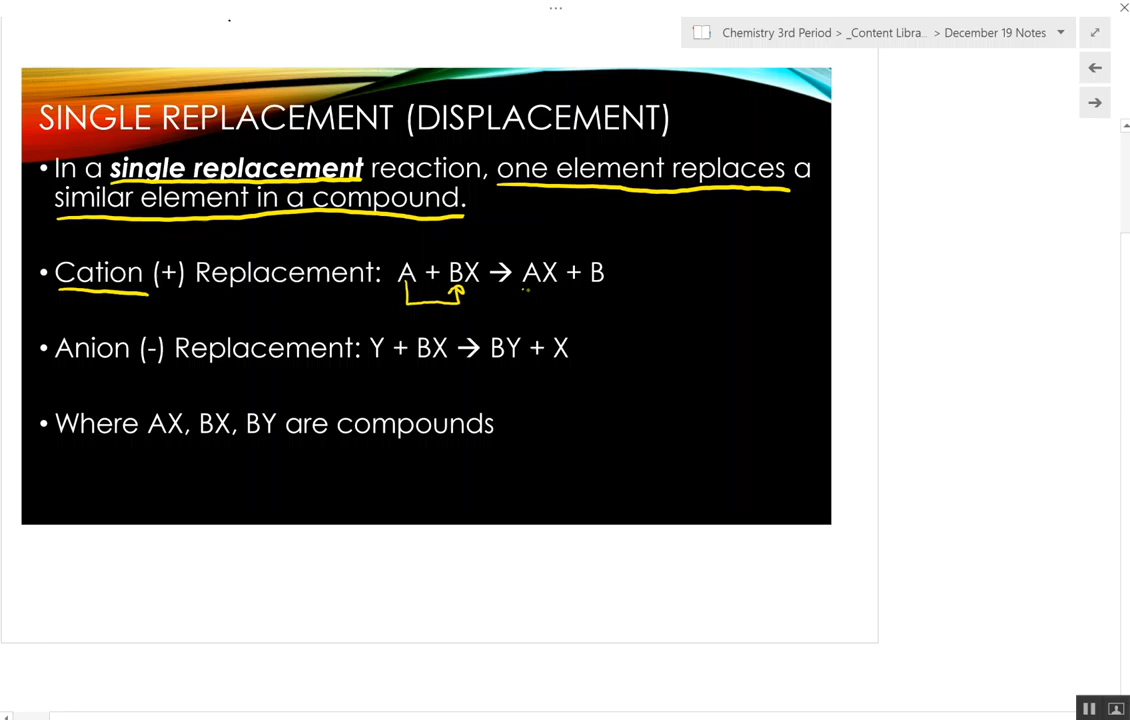 Chemistry 3rd Period > _Content Libra... > December 19 Notes
SINGLE REPLACEMENT (DISPLACEMENT)
• In a single replacement reaction, one element replaces a
similar element in a compound.
• Cation (+) Replacement: A + BX → AX + B
• Anion (-) Replacement: Y + BX → BY + X
• Where AX, BX, BY are compounds